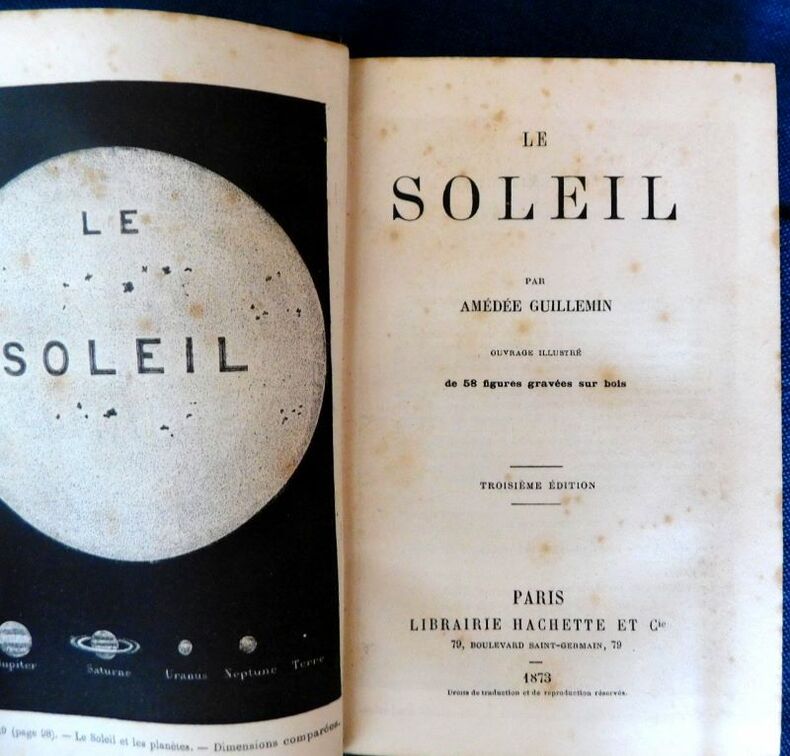 LE
SOLEIL
Jupiter
Saturne
Uranus
Neptune
Terre
(page 98). — Le Soleil et les planètes. — Dimensions comparées.
LE
SOLEIL
PAR
AMÉDÉE GUILLEMIN
OUVRAGE ILLUSTRÉ
de 58 figures gravées sur bois
TROISIÈME ÉDITION
PARIS
LIBRAIRIE HACHETTE ET Cie
79, BOULEVARD SAINT-GERMAIN, 79
1873
Droits de traduction et de reproduction réservés.